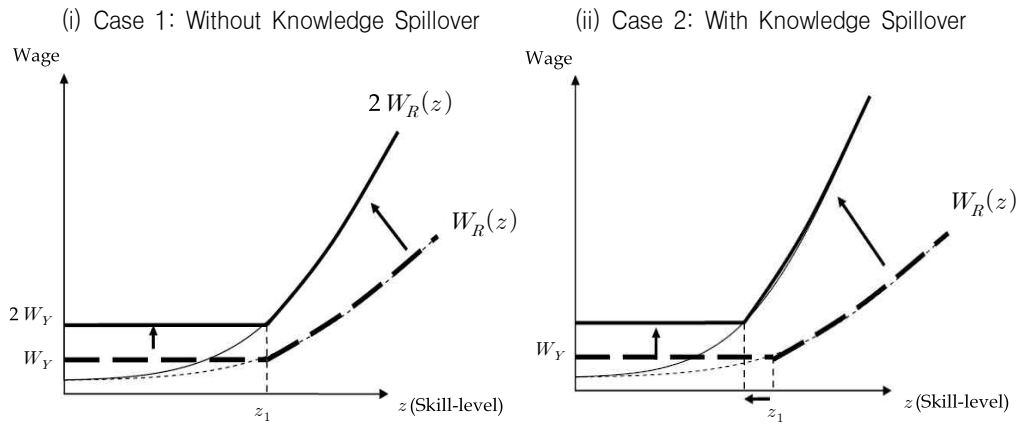 (i) Case 1: Without Knowledge Spillover
(ii) Case 2: With Knowledge Spillover
Wage
2 W_R(z)
W_R(z)
2 W_Y
W_Y
z_1
z (Skill-level)
Wage
W_R(z)
W_Y
z_1
z (Skill-level)